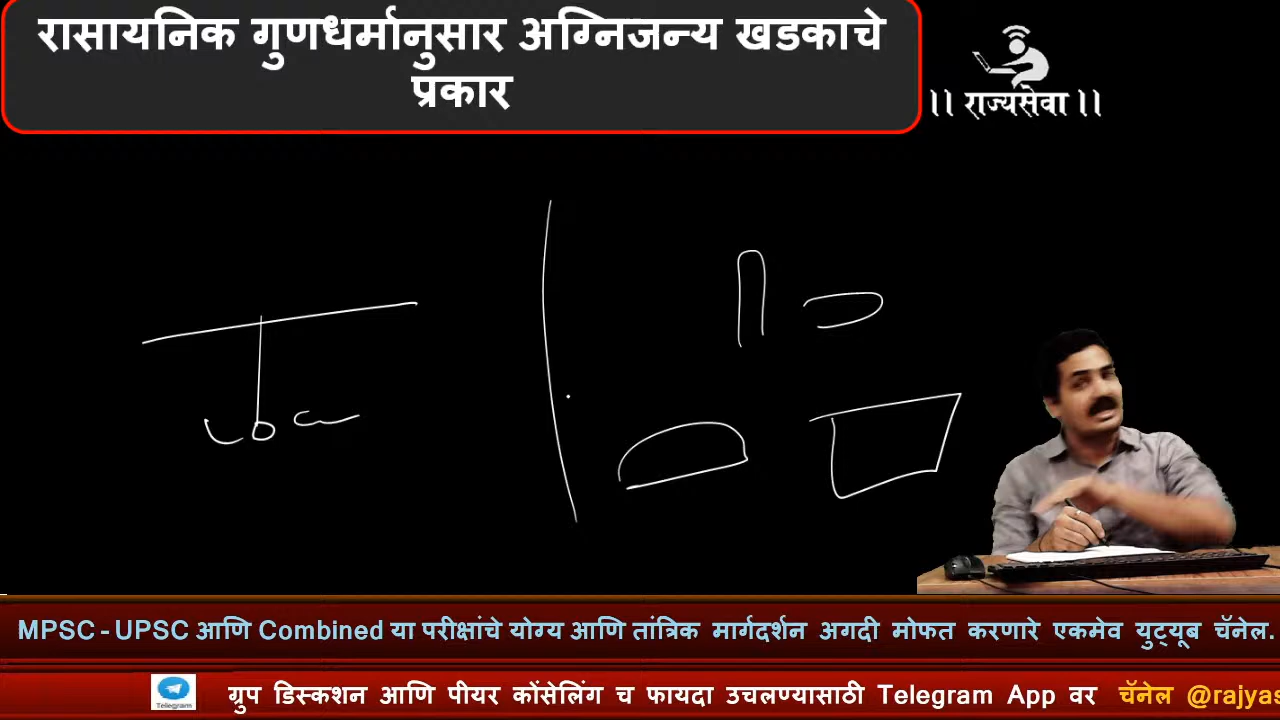 रासायनिक गुणधर्मानुसार अग्निजन्य खडकाचे
प्रकार
।। राज्यसेवा ।।
MPSC - UPSC आणि Combined या परीक्षांचे योग्य आणि तांत्रिक मार्गदर्शन अगदी मोफत करणारे एकमेव युट्यूब चॅनेल.
Telegram
ग्रुप डिस्कशन आणि पीयर कोंसेलिंग च फायदा उचलण्यासाठी Telegram App वर चॅनेल @rajyas